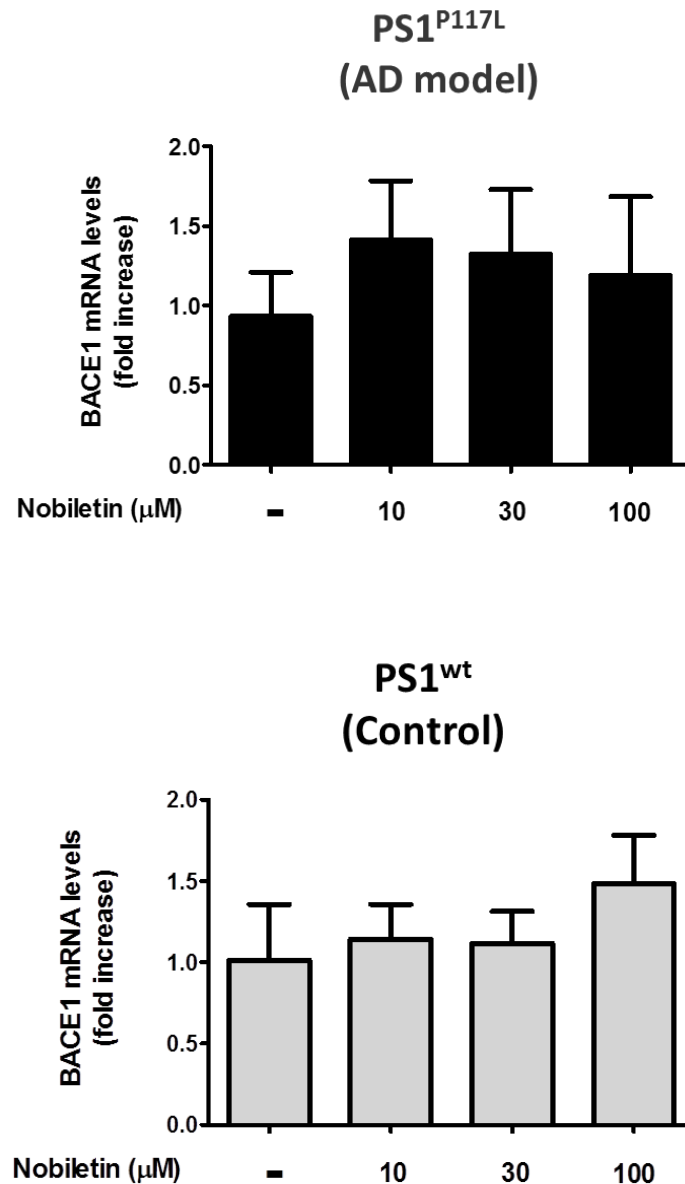 PS1P117L
(AD model)
BACE1 mRNA levels
(fold increase)
2.0
1.5
1.0
0.5
0.0
Nobiletin (μM) - 10 30 100
PS1wt
(Control)
BACE1 mRNA levels
(fold increase)
2.0
1.5
1.0
0.5
0.0
Nobiletin (μM) - 10 30 100